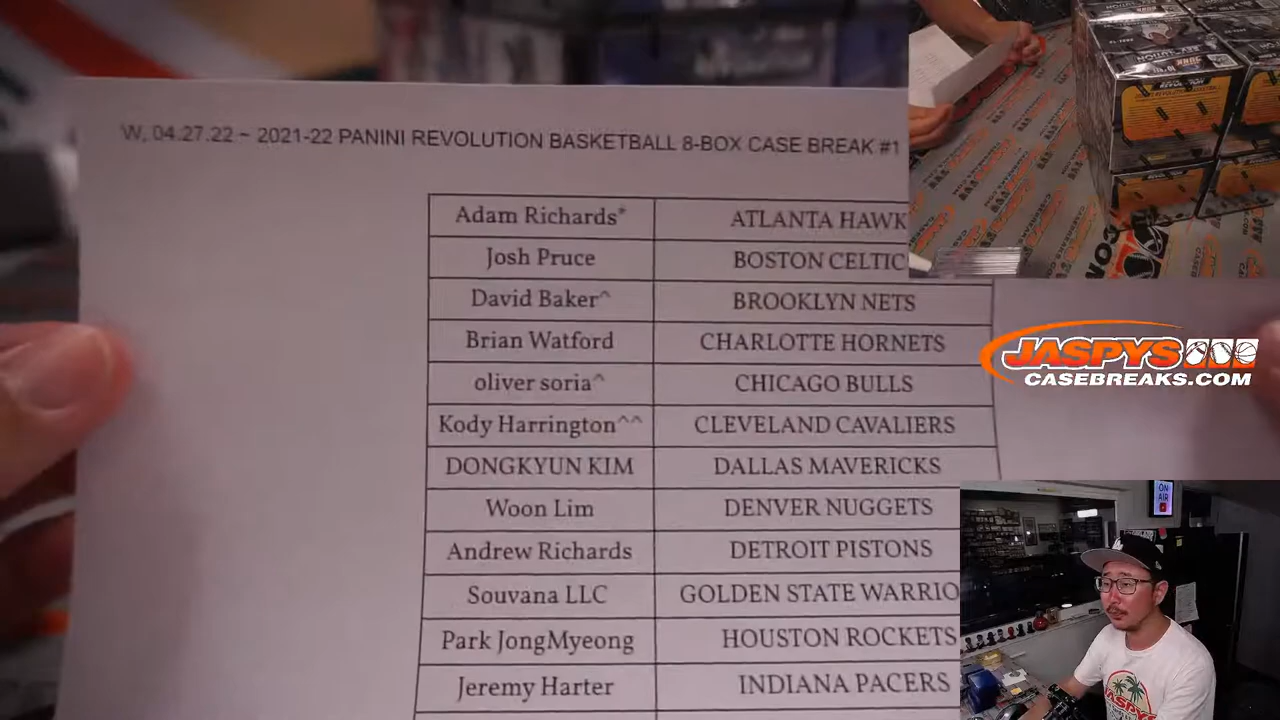 W, 04.27.22 ~ 2021-22 PANINI REVOLUTION BASKETBALL 8-BOX CASE BREAK #1
Adam Richards* ATLANTA HAWK
Josh Pruce BOSTON CELTIC
David Baker^ BROOKLYN NETS
Brian Watford CHARLOTTE HORNETS
oliver soria^ CHICAGO BULLS
Kody Harrington^^ CLEVELAND CAVALIERS
DONGKYUN KIM DALLAS MAVERICKS
Woon Lim DENVER NUGGETS
Andrew Richards DETROIT PISTONS
Souvana LLC GOLDEN STATE WARRIO
Park JongMyeong HOUSTON ROCKETS
Jeremy Harter INDIANA PACERS
JASPYS
CASEBREAKS.COM
ON
AIR
JASPYS